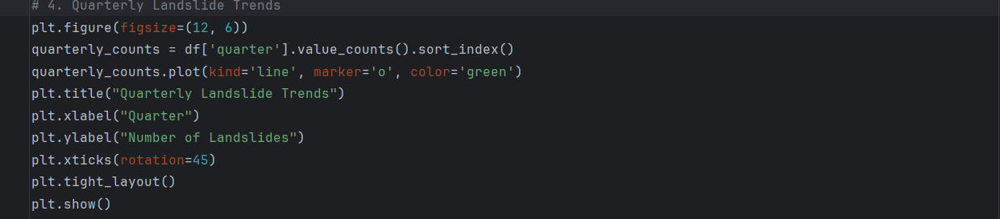 # 4. Quarterly Landslide Trends
plt.figure(figsize=(12, 6))
quarterly_counts = df['quarter'].value_counts().sort_index()
quarterly_counts.plot(kind='line', marker='o', color='green')
plt.title("Quarterly Landslide Trends")
plt.xlabel("Quarter")
plt.ylabel("Number of Landslides")
plt.xticks(rotation=45)
plt.tight_layout()
plt.show()